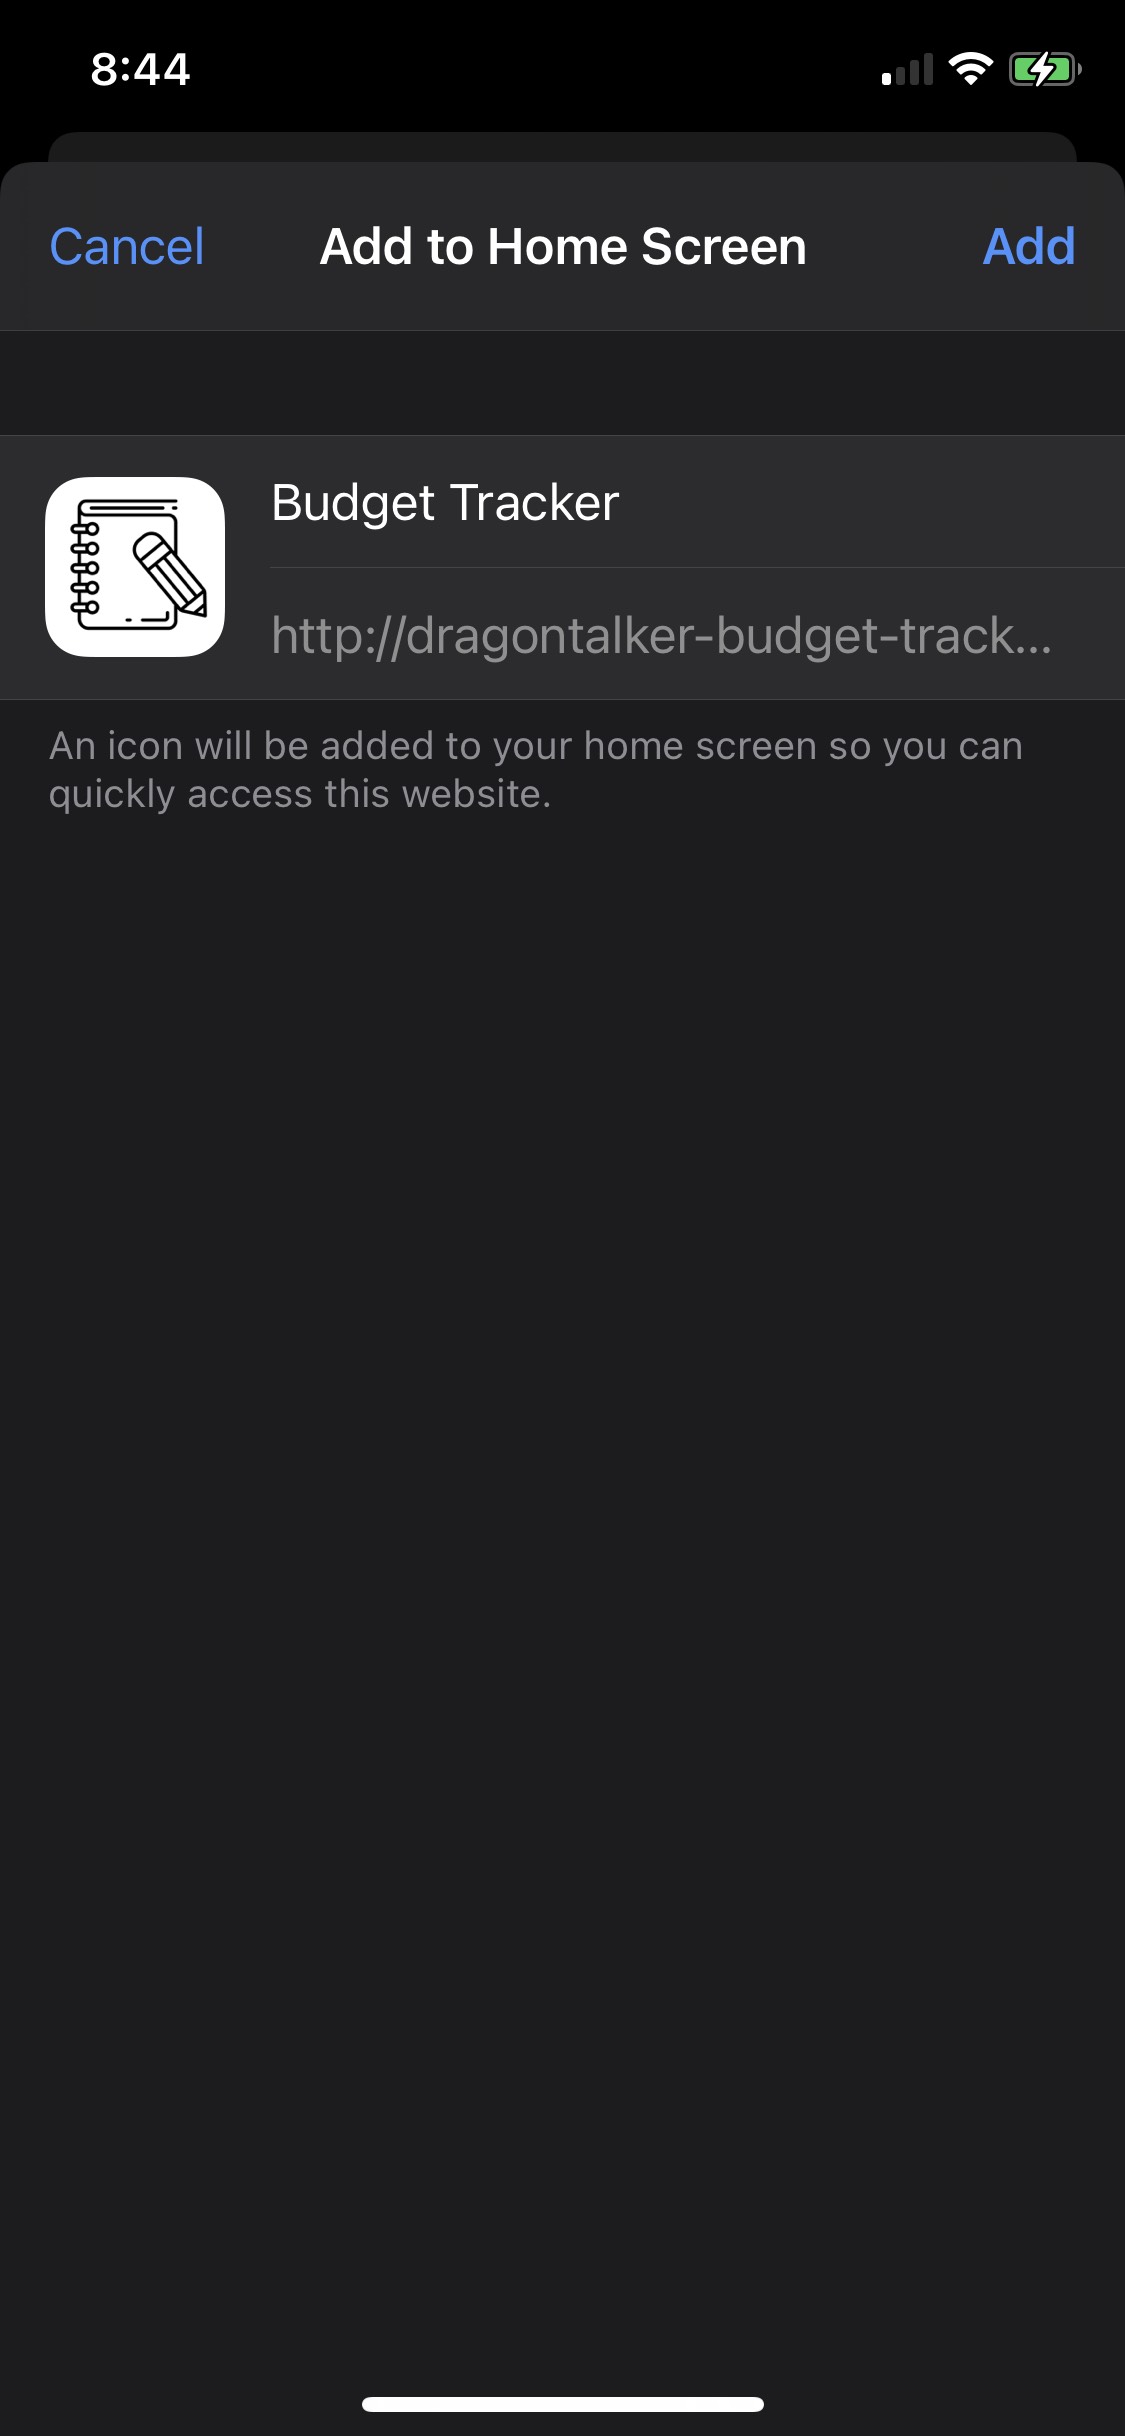 8:44
Cancel
Add to Home Screen
Add
Budget Tracker
http://dragontalker-budget-track...
An icon will be added to your home screen so you can
quickly access this website.